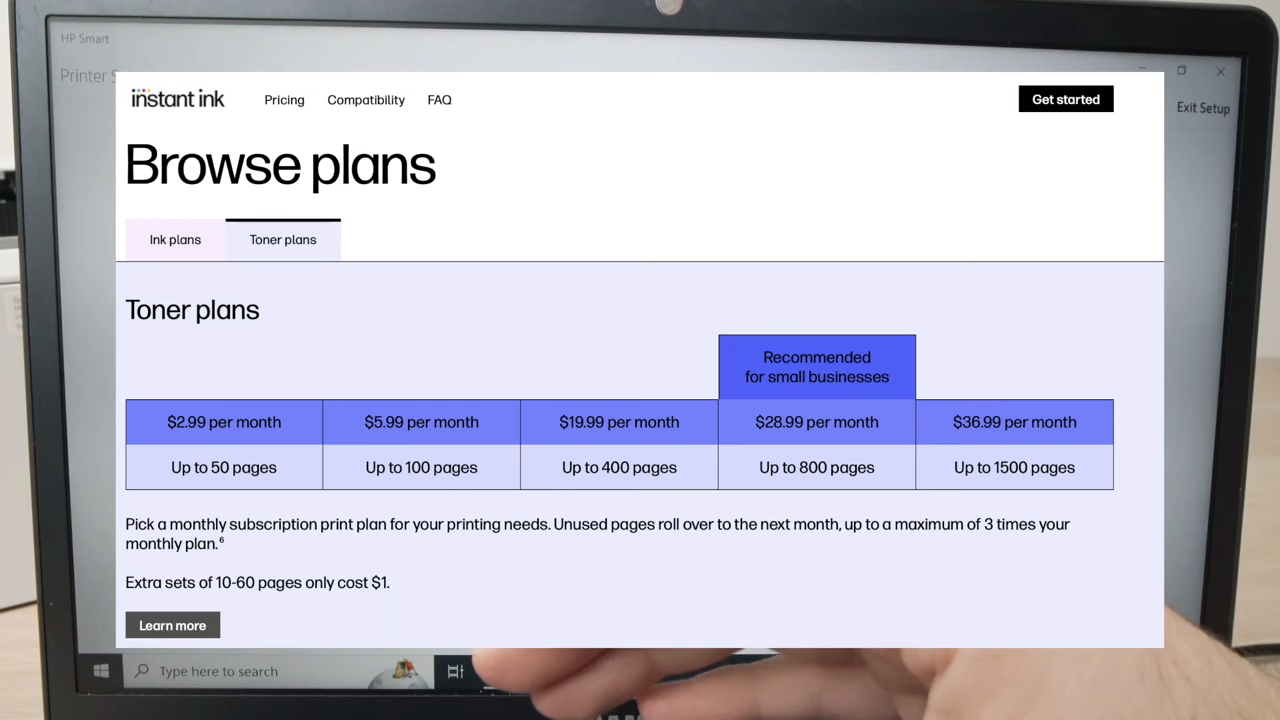 HP Smart
Printer
instant ink
Pricing
Compatibility
FAQ
Get started
Exit Setup
Browse plans
Ink plans
Toner plans
Toner plans
Recommended
for small businesses
$2.99 per month
$5.99 per month
$19.99 per month
$28.99 per month
$36.99 per month
Up to 50 pages
Up to 100 pages
Up to 400 pages
Up to 800 pages
Up to 1500 pages
Pick a monthly subscription print plan for your printing needs. Unused pages roll over to the next month, up to a maximum of 3 times your
monthly plan.⁶
Extra sets of 10-60 pages only cost $1.
Learn more
Type here to search